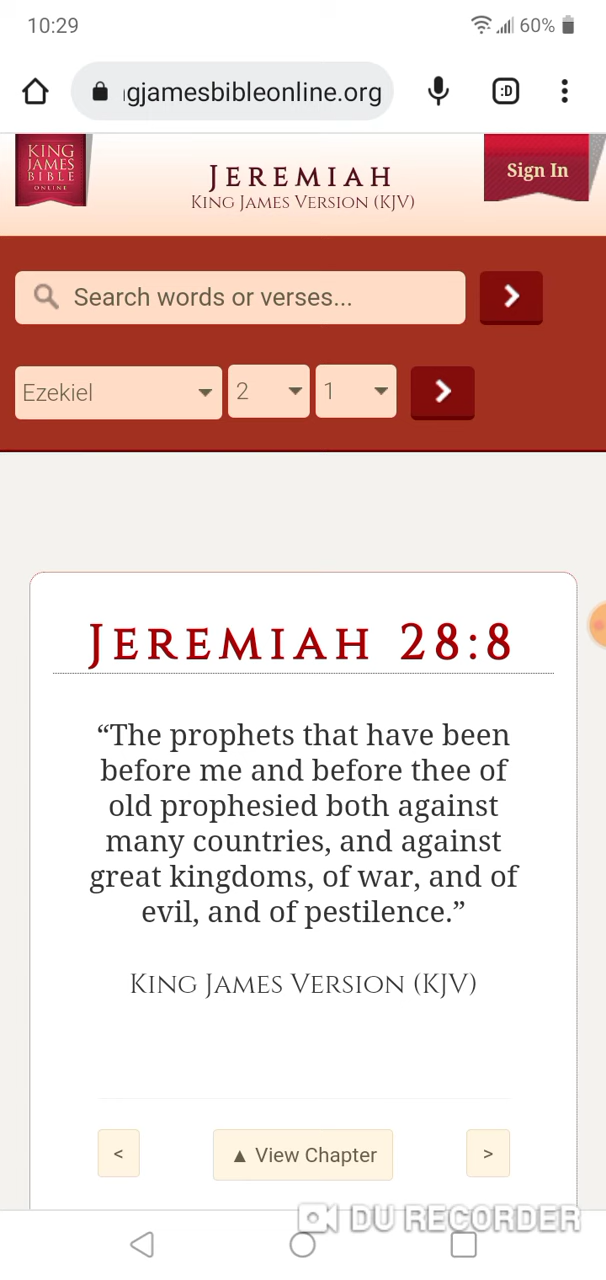 10:29
60%
gjamesbibleonline.org
:D
KING
JAMES
BIBLE
ONLINE
JEREMIAH
KING JAMES VERSION (KJV)
Sign In
Search words or verses...
Ezekiel 2 1
JEREMIAH 28:8
“The prophets that have been
before me and before thee of
old prophesied both against
many countries, and against
great kingdoms, of war, and of
evil, and of pestilence.”
KING JAMES VERSION (KJV)
< ▲ View Chapter >
DU RECORDER